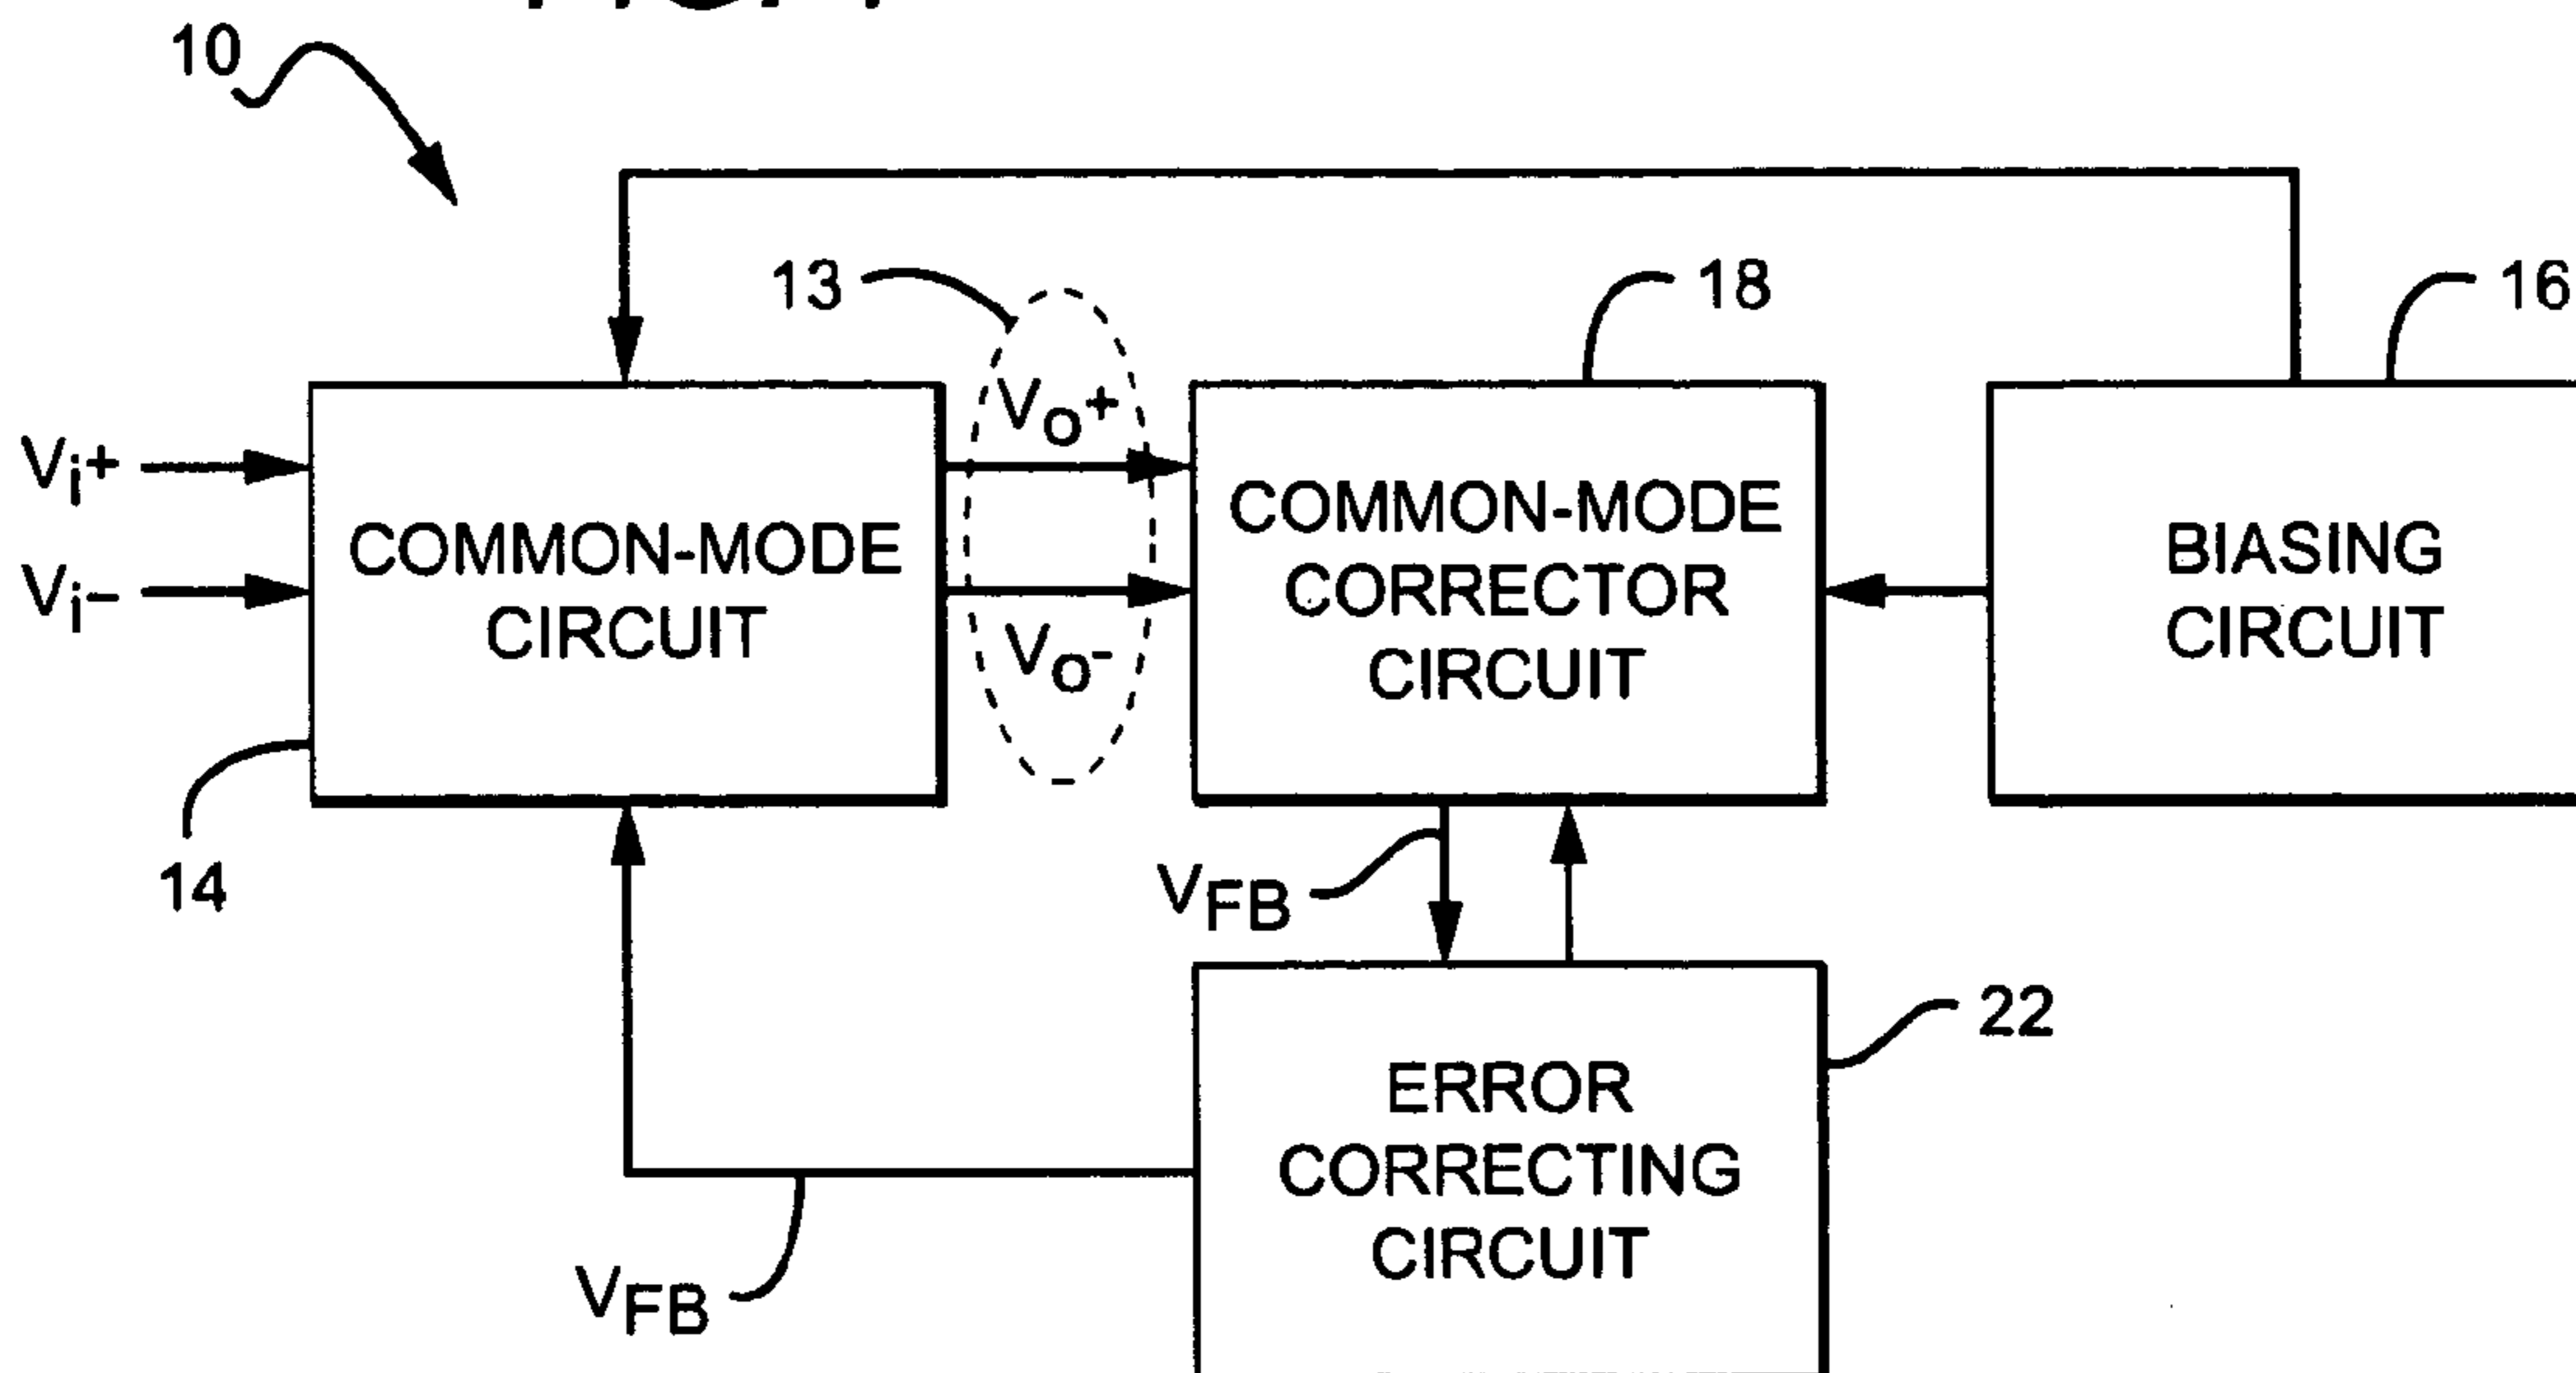 10
13
18
16
Vi+
Vi-
COMMON-MODE
CIRCUIT
Vo+
Vo-
COMMON-MODE
CORRECTOR
CIRCUIT
BIASING
CIRCUIT
14
VFB
22
ERROR
CORRECTING
CIRCUIT
VFB